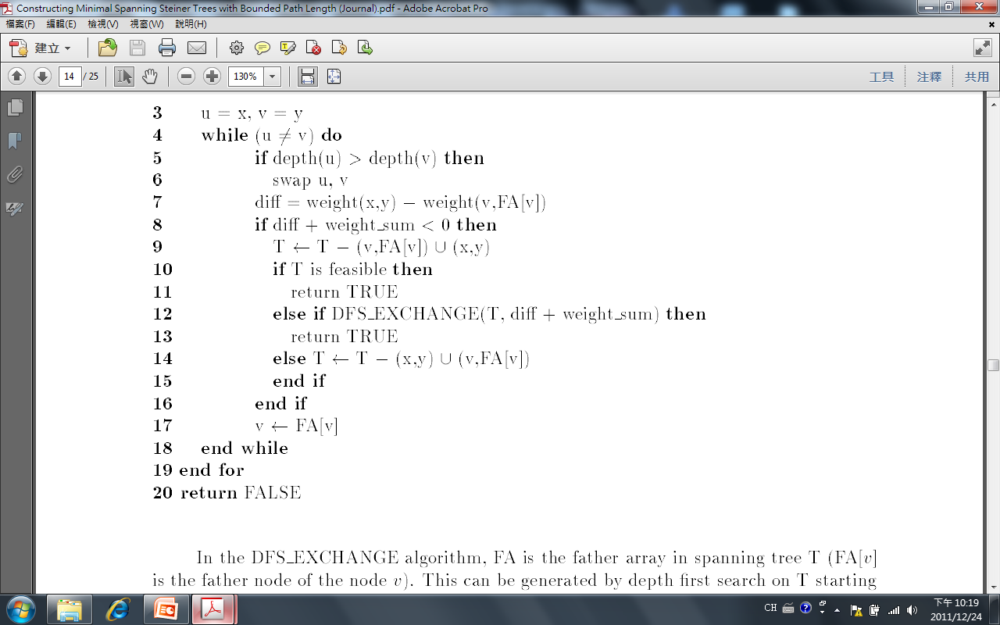 Constructing Minimal Spanning Steiner Trees with Bounded Path Length (Journal).pdf - Adobe Acrobat Pro
檔案(F) 編輯(E) 檢視(V) 視窗(W) 說明(H)
建立
14 / 25 130% 工具 注釋 共用
3 u = x, v = y
4 while (u ≠ v) do
5 if depth(u) > depth(v) then
6 swap u, v
7 diff = weight(x,y) − weight(v,FA[v])
8 if diff + weight_sum < 0 then
9 T ← T − (v,FA[v]) ∪ (x,y)
10 if T is feasible then
11 return TRUE
12 else if DFS_EXCHANGE(T, diff + weight_sum) then
13 return TRUE
14 else T ← T − (x,y) ∪ (v,FA[v])
15 end if
16 end if
17 v ← FA[v]
18 end while
19 end for
20 return FALSE
In the DFS_EXCHANGE algorithm, FA is the father array in spanning tree T (FA[v]
is the father node of the node v). This can be generated by depth first search on T starting
CH 下午 10:19
2011/12/24